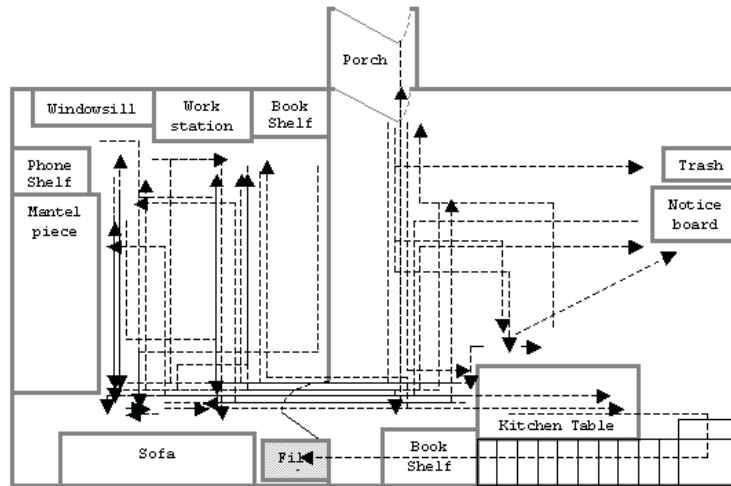 Porch
Windowsill
Work
station
Book
Shelf
Phone
Shelf
Trash
Mantel
piece
Notice
board
Kitchen Table
Sofa
Book
Shelf